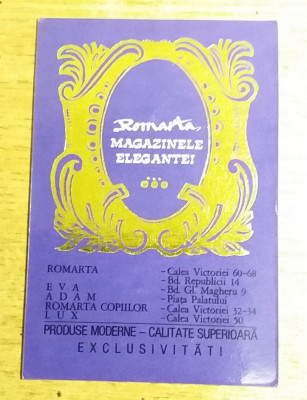 Romarta,
MAGAZINELE
ELEGANTEI
ROMARTA - Calea Victoriei 60-68
- Bd. Republicii 14
EVA - Bd. Gl. Magheru 9
ADAM - Piața Palatului
ROMARTA COPIILOR - Calea Victoriei 32-34
LUX - Calea Victoriei 50
PRODUSE MODERNE - CALITATE SUPERIOARĂ
EXCLUSIVITĂȚI